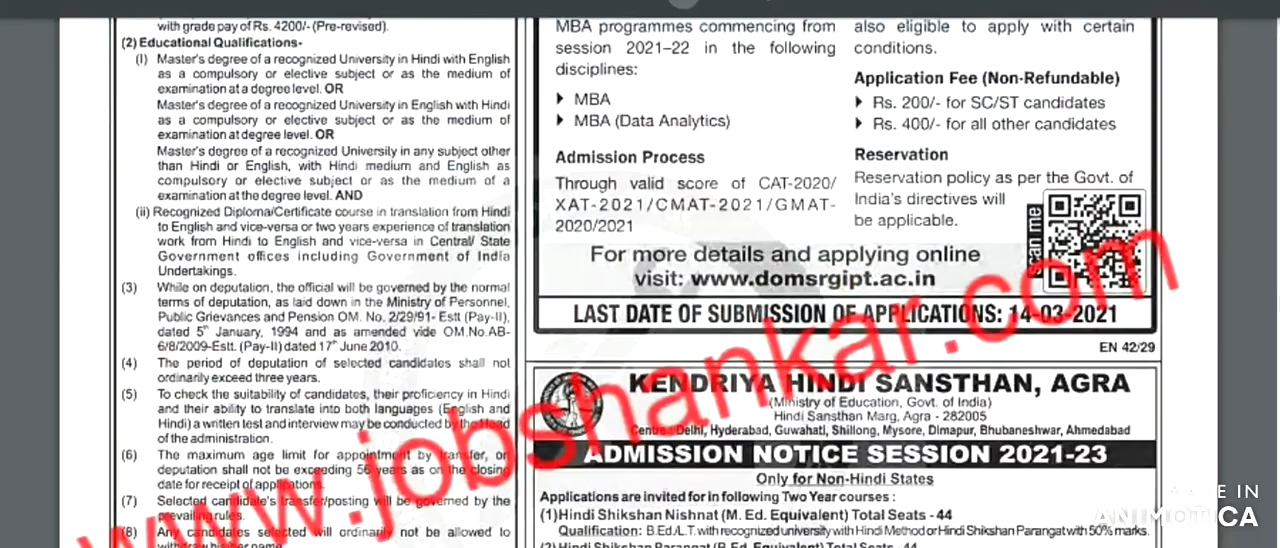 with grade pay of Rs. 4200/- (Pre-revised).
(2) Educational Qualifications-
(I) Master's degree of a recognized University in Hindi with English
as a compulsory or elective subject or as the medium of
examination at a degree level. OR
Master's degree of a recognized University in English with Hindi
as a compulsory or elective subject or as the medium of
examination at degree level. OR
Master's degree of a recognized University in any subject other
than Hindi or English, with Hindi medium and English as
compulsory or elective subject or as the medium of a
examination at the degree level. AND
(ii) Recognized Diploma/Certificate course in translation from Hindi
to English and vice-versa or two years experience of translation
work from Hindi to English and vice-versa in Central/ State
Government offices including Government of India
Undertakings.
(3) While on deputation, the official will be governed by the normal
terms of deputation, as laid down in the Ministry of Personnel,
Public Grievances and Pension OM. No. 2/29/91- Estt (Pay-II),
dated 5th January, 1994 and as amended vide OM.No.AB-
6/8/2009-Estt. (Pay-II) dated 17th June 2010.
(4) The period of deputation of selected candidates shall not
ordinarily exceed three years.
(5) To check the suitability of candidates, their proficiency in Hindi
and their ability to translate into both languages (English and
Hindi) a written test and interview may be conducted by the Head
of the administration.
(6) The maximum age limit for appointment by transfer, on
deputation shall not be exceeding 56 years as on the closing
date for receipt of applications.
(7) Selected candidate's transfer/posting will be governed by the
prevailing rules.
(8) Any candidates selected will ordinarily not be allowed to
withdraw his/her name
MBA programmes commencing from
session 2021–22 in the following
disciplines:
MBA
MBA (Data Analytics)
Admission Process
Through valid score of CAT-2020/
XAT-2021/CMAT-2021/GMAT-
2020/2021
also eligible to apply with certain
conditions.
Application Fee (Non-Refundable)
Rs. 200/- for SC/ST candidates
Rs. 400/- for all other candidates
Reservation
Reservation policy as per the Govt. of
India's directives will
be applicable.
scan me
For more details and applying online
visit: www.domsrgipt.ac.in
LAST DATE OF SUBMISSION OF APPLICATIONS: 14-03-2021
EN 42/29
KENDRIYA HINDI SANSTHAN, AGRA
(Ministry of Education, Govt. of India)
Hindi Sansthan Marg, Agra - 282005
Centre : Delhi, Hyderabad, Guwahati, Shillong, Mysore, Dimapur, Bhubaneshwar, Ahmedabad
ADMISSION NOTICE SESSION 2021-23
Only for Non-Hindi States
Applications are invited for in following Two Year courses :
(1)Hindi Shikshan Nishnat (M. Ed. Equivalent) Total Seats - 44
Qualification: B.Ed./L.T. with recognized university with Hindi Method or Hindi Shikshan Parangat with 50% marks.
(2) Hindi Shikshan Parangat (B.Ed. Equivalent) Total Seats - 44
www.jobshankar.com
MADE IN
ANIMOTICA